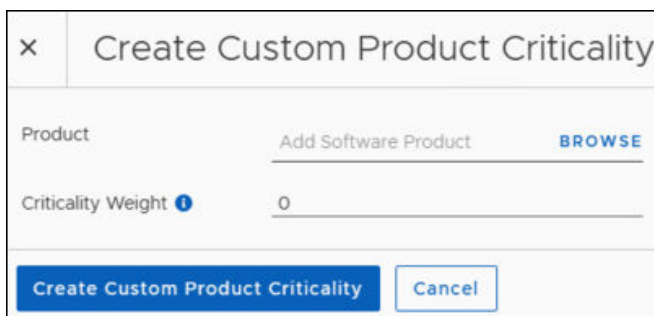 × Create Custom Product Criticality
Product Add Software Product BROWSE
Criticality Weight i 0
Create Custom Product Criticality Cancel